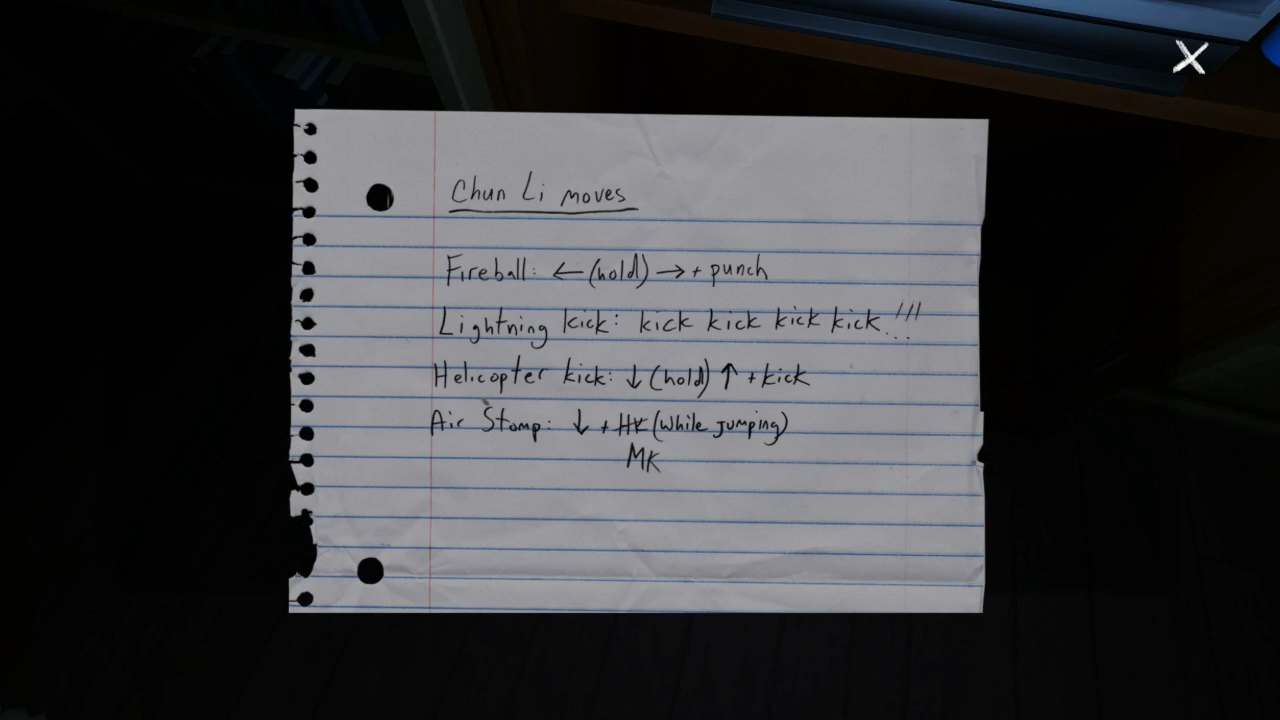 Chun Li moves
Fireball: ← (hold) → + punch
Lightning kick: kick kick kick kick...!!!
Helicopter kick: ↓ (hold) ↑ + kick
Air Stomp: ↓ + HK (while jumping)
MK